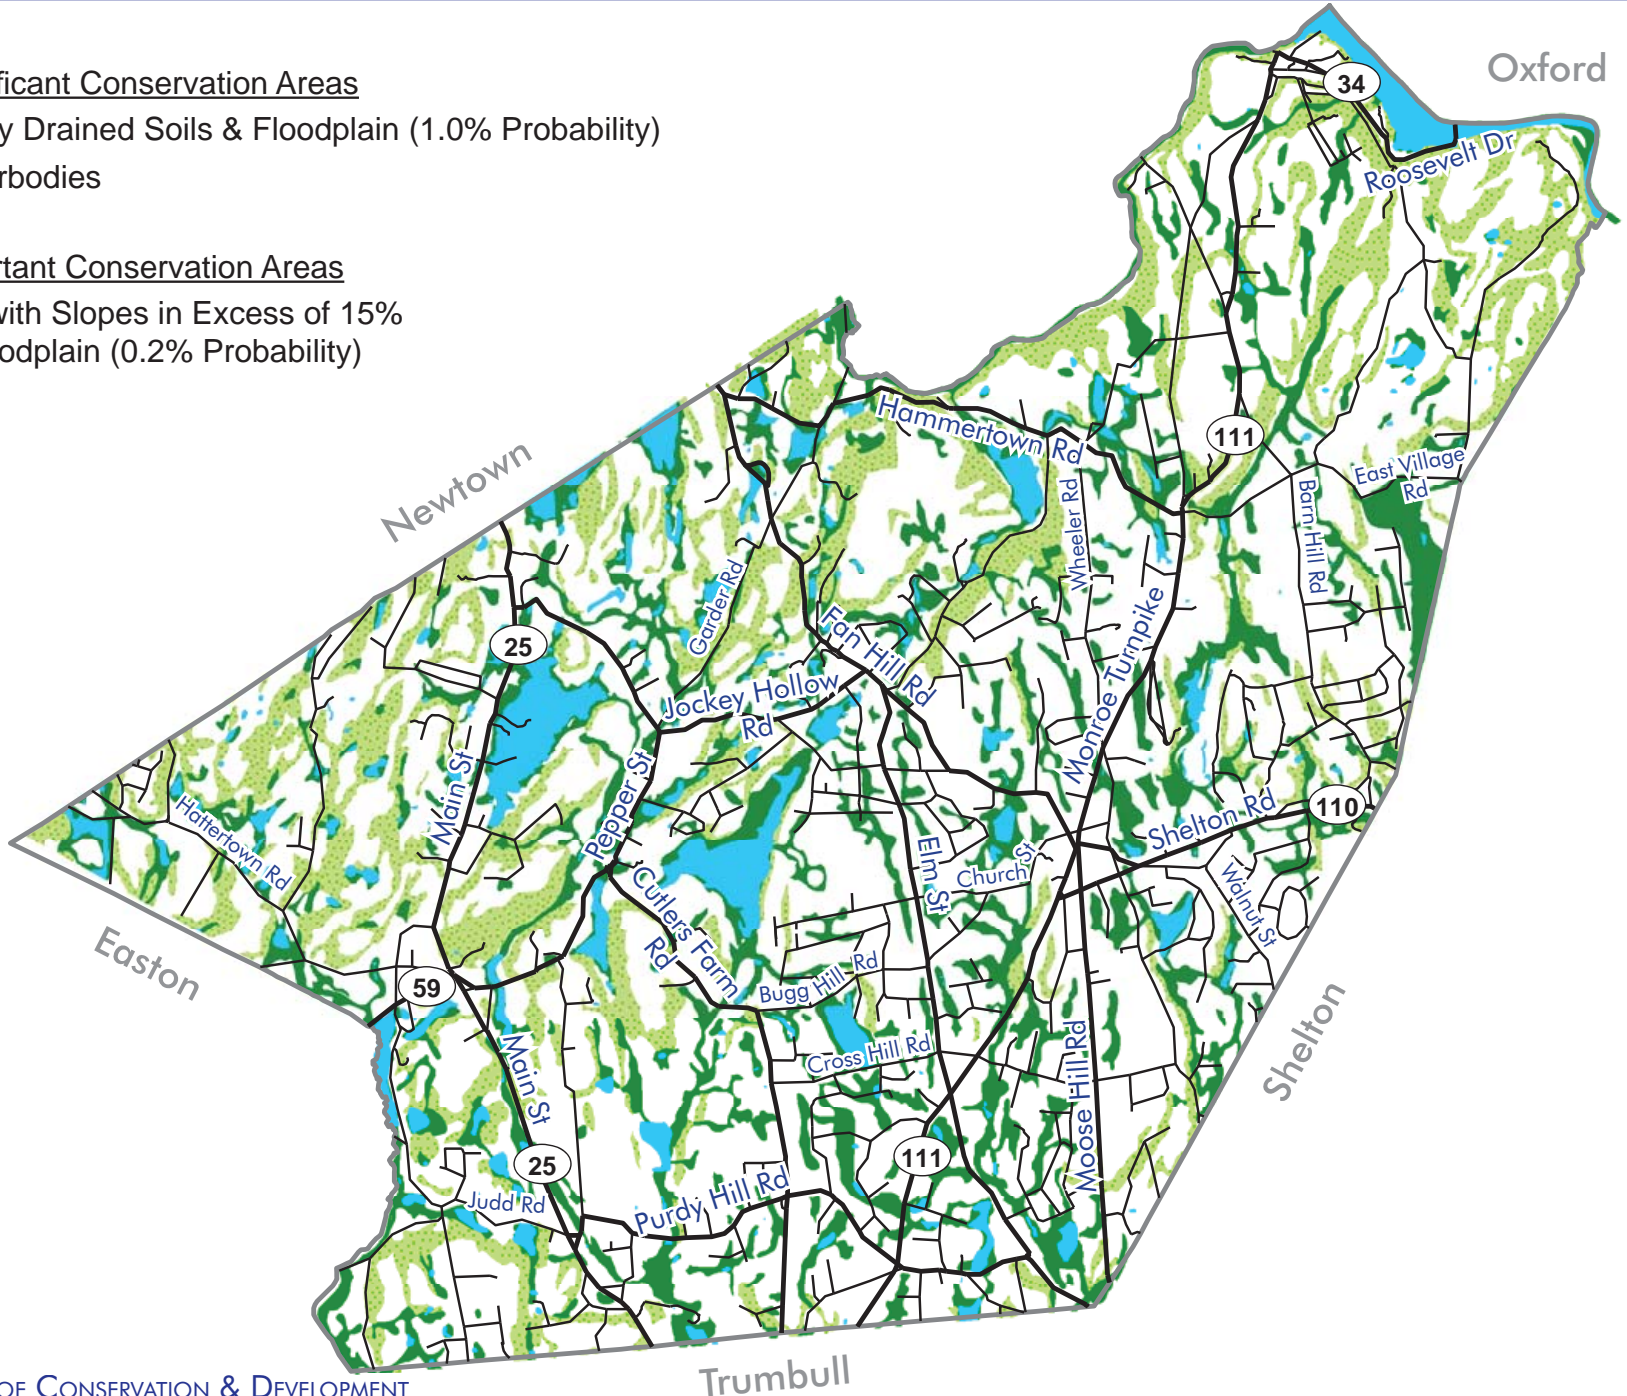 ficant Conservation Areas
y Drained Soils & Floodplain (1.0% Probability)
rbodies
rtant Conservation Areas
with Slopes in Excess of 15%
oodplain (0.2% Probability)
Oxford
34
Roosevelt Dr
Hammertown Rd
111
East Village
Rd
Newtown
Wheeler Rd
Barn Hill Rd
Garder Rd
25
Fan Hill Rd
Monroe Turnpike
Jockey Hollow
Rd
Main St
Pepper St
Hattertown Rd
Shelton Rd
110
Elm St
Church St
Walnut St
Cutlers Farm
Rd
Easton
59
Bugg Hill Rd
Cross Hill Rd
Main St
Moose Hill Rd
Shelton
25
111
Judd Rd
Purdy Hill Rd
Trumbull
OF CONSERVATION & DEVELOPMENT